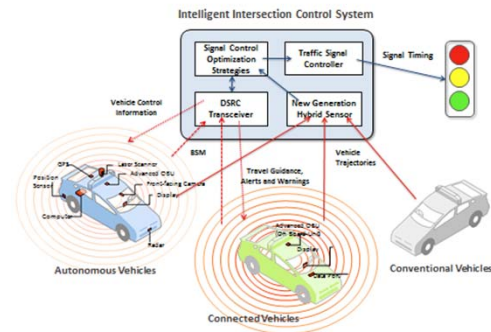 Intelligent Intersection Control System
Signal Control
Optimization
Strategies
Traffic Signal
Controller
Signal Timing
DSRC
Transceiver
New Generation
Hybrid Sensor
Vehicle Control
Information
BSM
Travel Guidance,
Alerts and Warnings
Vehicle
Trajectories
GPS
Laser Scanner
Advanced OBU
Position
Sensor
Front-facing Camera
Display
Computer
Radar
Autonomous Vehicles
Advanced OBU
Display
Conventional Vehicles
Connected Vehicles